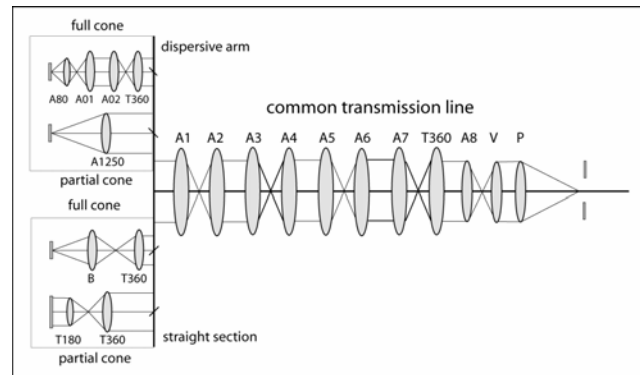 full cone
dispersive arm
A80 A01 A02 T360
A1250
partial cone
full cone
B T360
T180 T360
partial cone
straight section
common transmission line
A1 A2 A3 A4 A5 A6 A7 T360 A8 V P